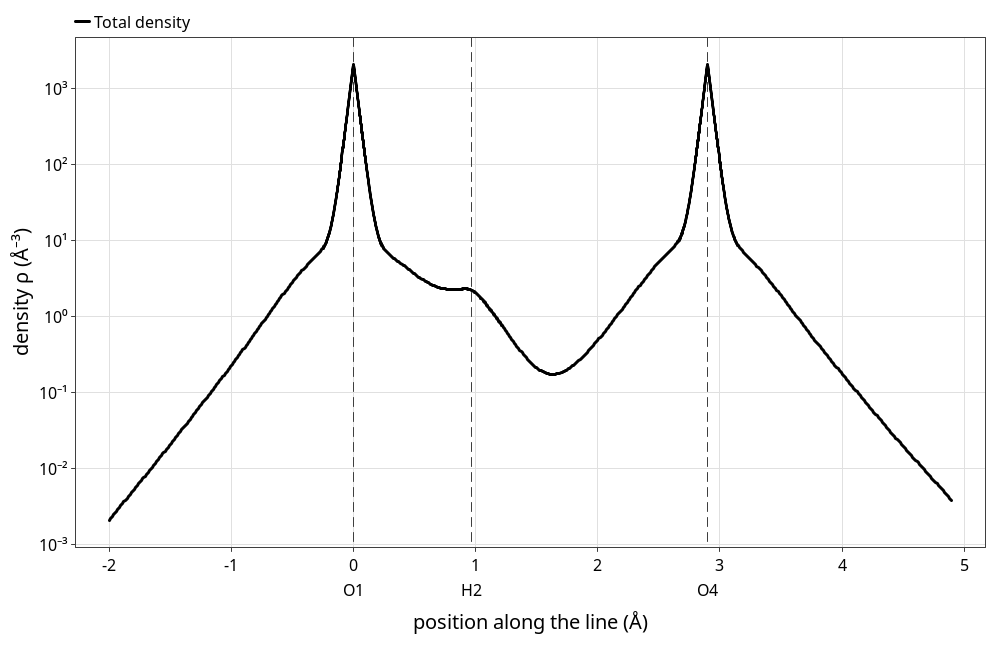 Total density
10³
10²
10¹
10⁰
10⁻¹
10⁻²
10⁻³
density ρ (Å⁻³)
-2 -1 0 1 2 3 4 5
O1 H2 O4
position along the line (Å)